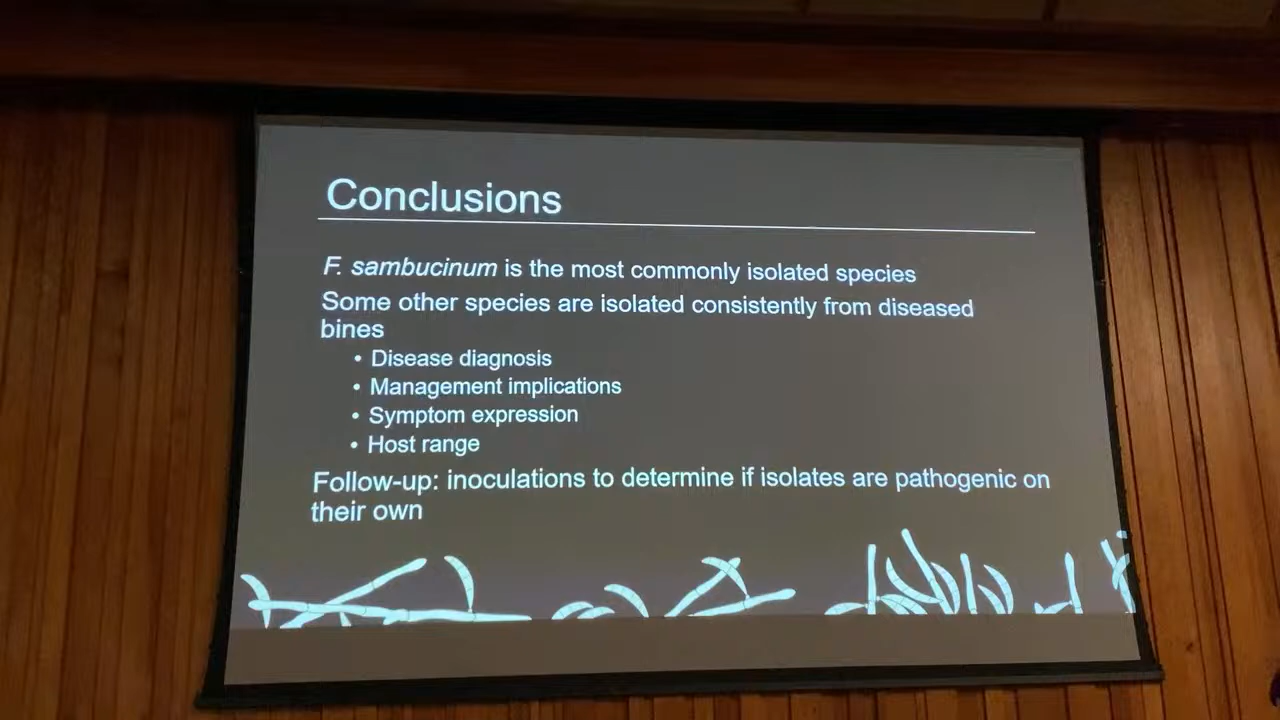 Conclusions
F. sambucinum is the most commonly isolated species
Some other species are isolated consistently from diseased
bines
• Disease diagnosis
• Management implications
• Symptom expression
• Host range
Follow-up: inoculations to determine if isolates are pathogenic on
their own